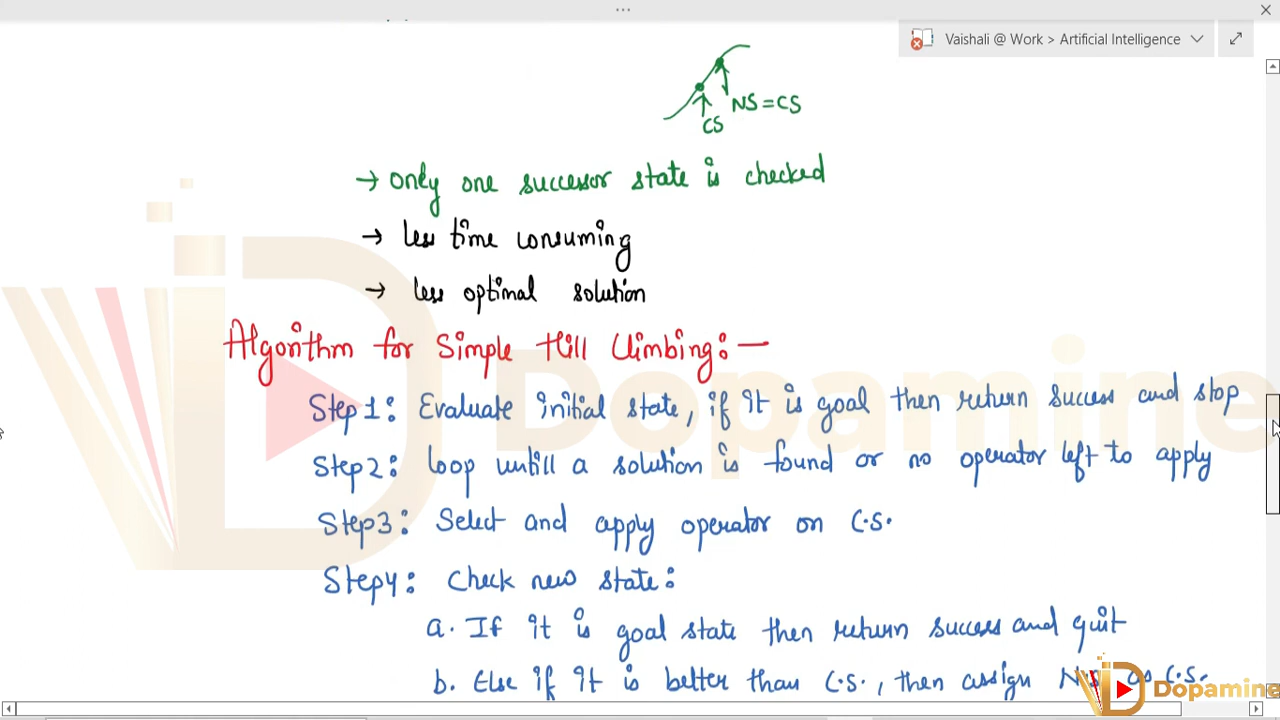 Vaishali @ Work > Artificial Intelligence
NS = CS
CS
→ only one successor state is checked
→ less time consuming
→ less optimal solution
Algorithm for Simple Hill Climbing:—
Step1: Evaluate initial state, if it is goal then return success and stop
Step2: loop untill a solution is found or no operator left to apply
Step3: Select and apply operator on C.S.
Step4: Check new state:
a. If it is goal state then return success and quit
b. Else if it is better than C.S., then assign N.S. as C.S.
Dopamine
Dopamine